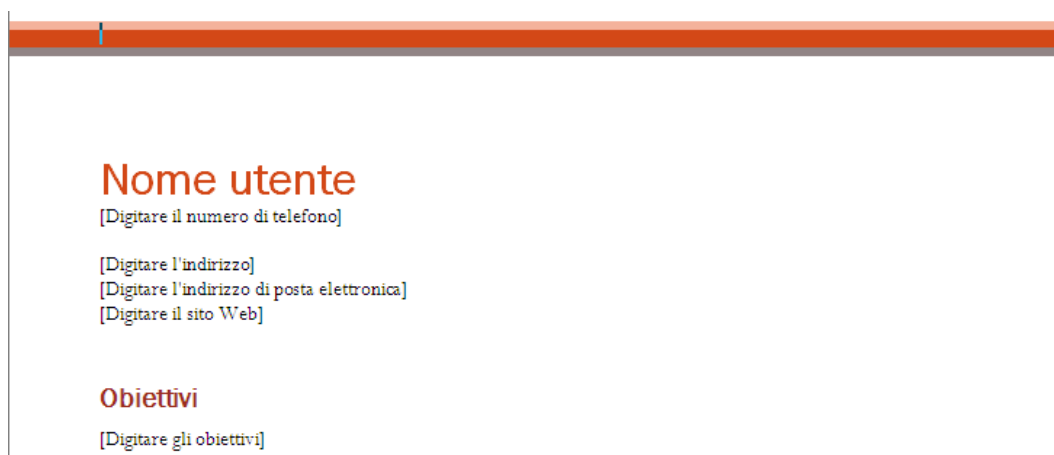 Nome utente
[Digitare il numero di telefono]
[Digitare l'indirizzo]
[Digitare l'indirizzo di posta elettronica]
[Digitare il sito Web]
Obiettivi
[Digitare gli obiettivi]